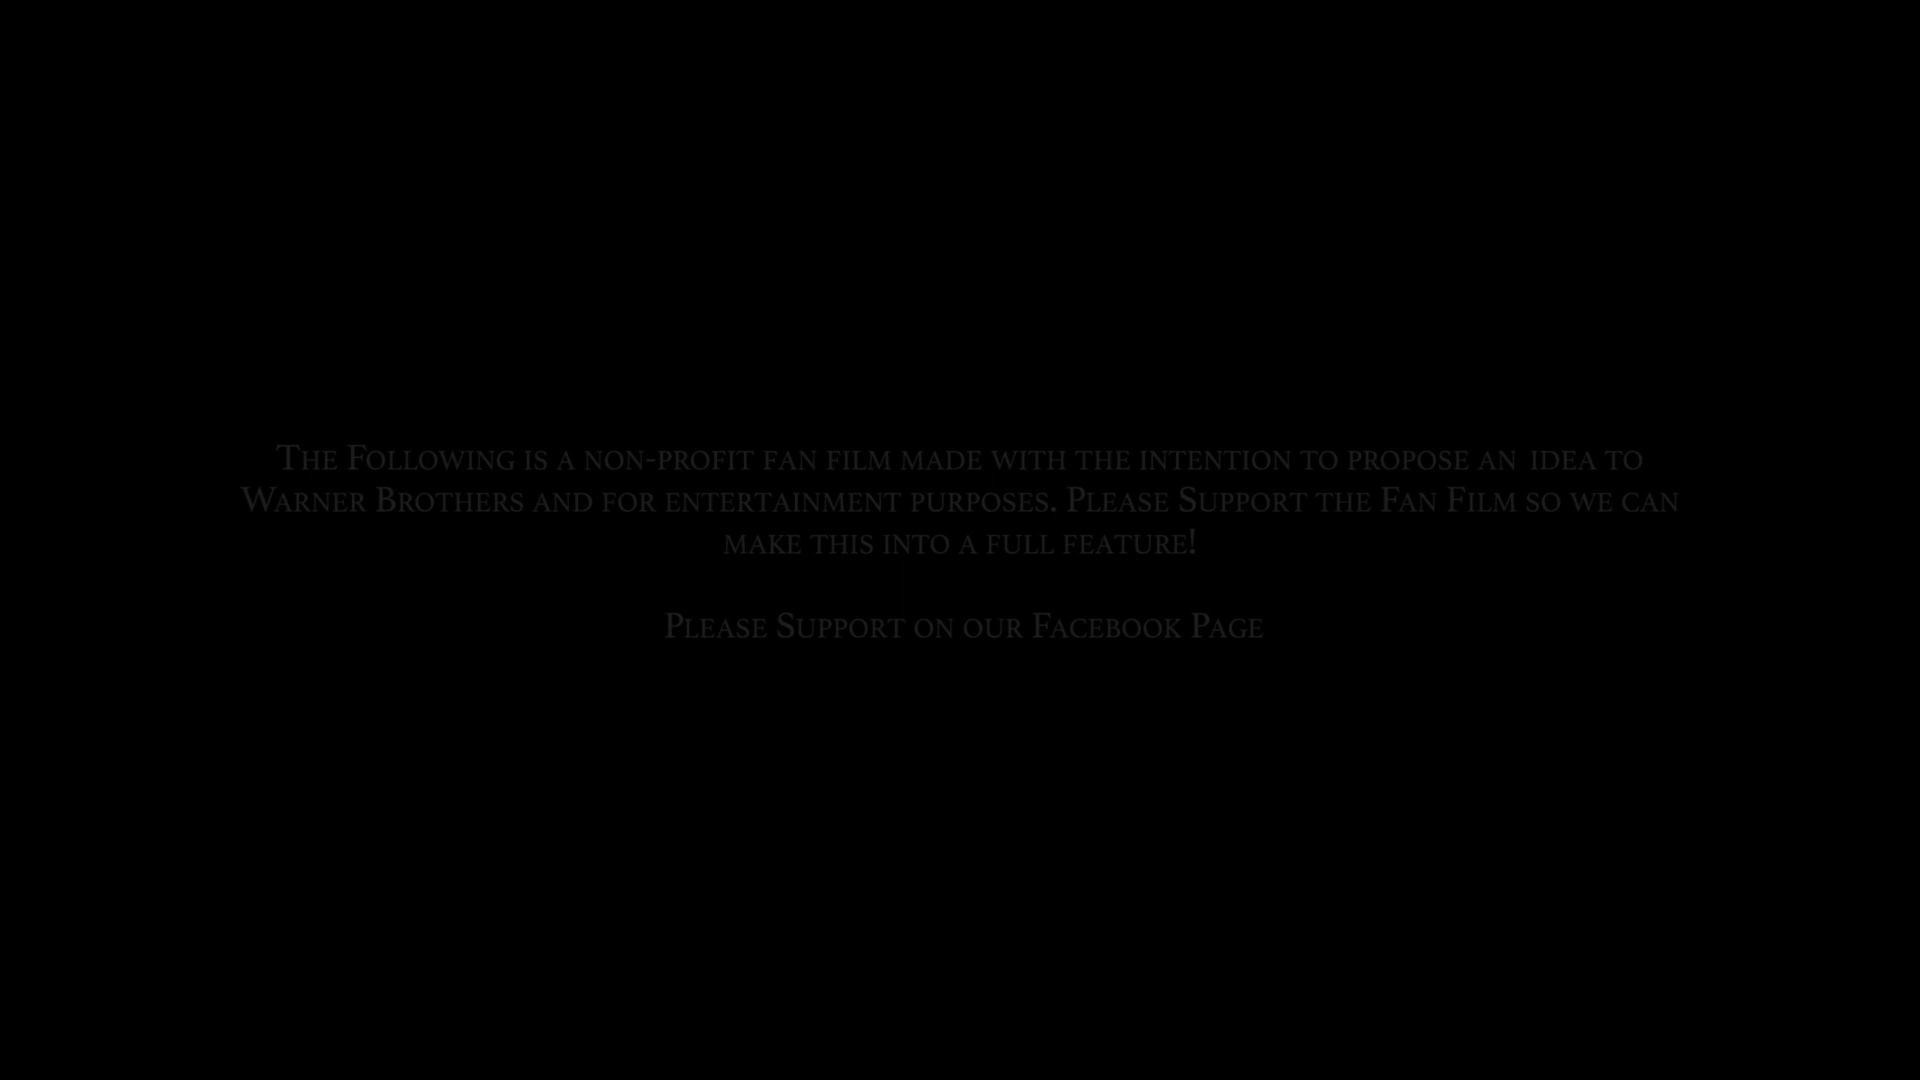 The Following is a non-profit fan film made with the intention to propose an idea to
Warner Brothers and for entertainment purposes. Please Support the Fan Film so we can
make this into a full feature!
Please Support on our Facebook Page